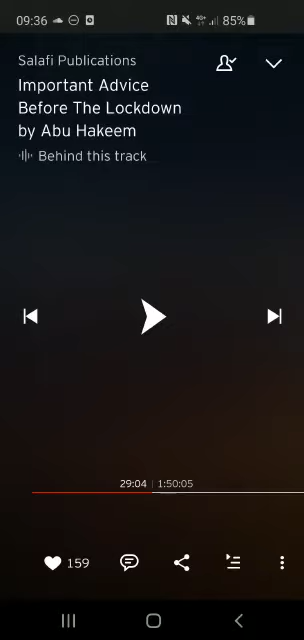 09:36
4G+
85%
Salafi Publications
Important Advice
Before The Lockdown
by Abu Hakeem
Behind this track
29:04 | 1:50:05
159